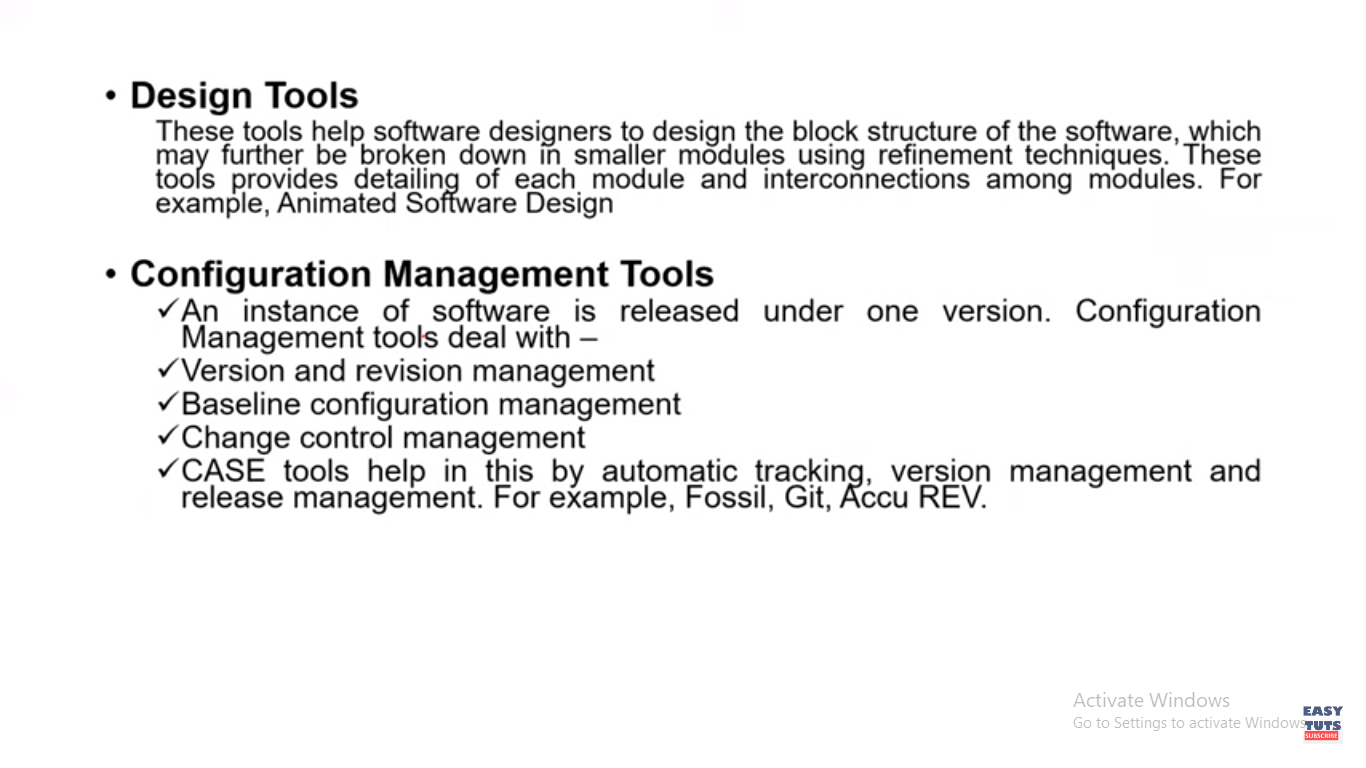 • Design Tools
These tools help software designers to design the block structure of the software, which
may further be broken down in smaller modules using refinement techniques. These
tools provides detailing of each module and interconnections among modules. For
example, Animated Software Design
• Configuration Management Tools
✓An instance of software is released under one version. Configuration
Management tools deal with –
✓Version and revision management
✓Baseline configuration management
✓Change control management
✓CASE tools help in this by automatic tracking, version management and
release management. For example, Fossil, Git, Accu REV.
Activate Windows
Go to Settings to activate Windows
EASY
TUTS
SUBSCRIBE